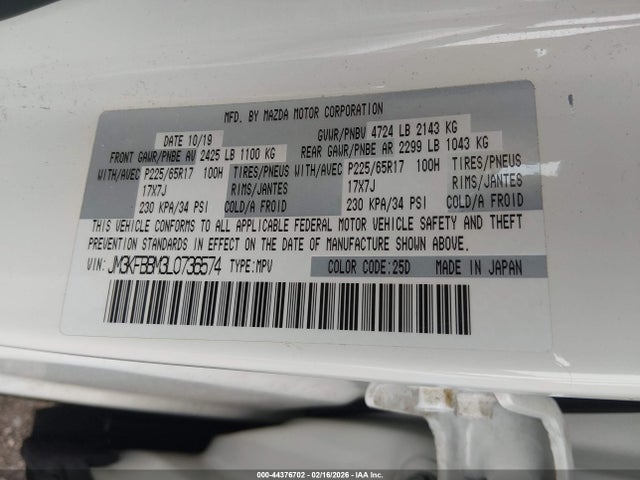 MFD. BY MAZDA MOTOR CORPORATION
DATE 10/19 GVWR/PNBV 4724 LB 2143 KG
FRONT GAWR/PNBE AV 2425 LB 1100 KG REAR GAWR/PNBE AR 2299 LB 1043 KG
WITH/AVEC P225/65R17 100H TIRES/PNEUS WITH/AVEC P225/65R17 100H TIRES/PNEUS
17X7J RIMS/JANTES 17X7J RIMS/JANTES
230 KPA/34 PSI COLD/A FROID 230 KPA/34 PSI COLD/A FROID
THIS VEHICLE CONFORMS TO ALL APPLICABLE FEDERAL MOTOR VEHICLE SAFETY AND THEFT
PREVENTION STANDARDS IN EFFECT ON THE DATE OF MANUFACTURE SHOWN ABOVE.
VIN: JM3KFBBM3L0736574 TYPE:MPV COLOR CODE:25D MADE IN JAPAN
000-44376702 - 02/16/2026 - IAA Inc.